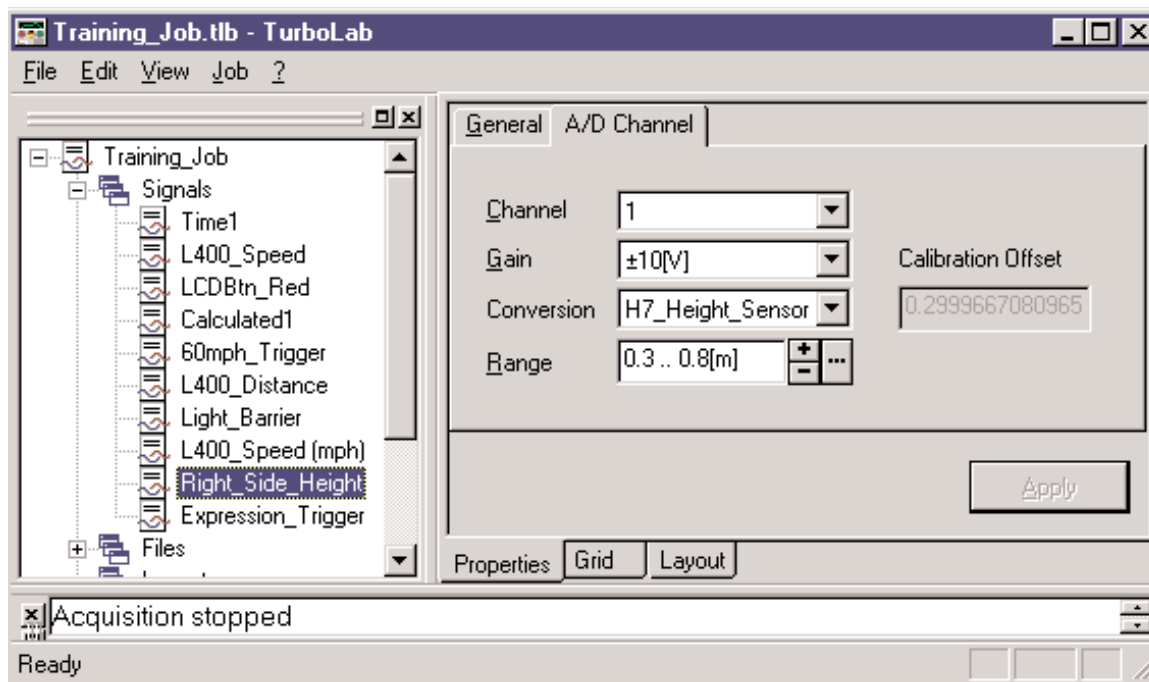 Training_Job.tlb - TurboLab
File Edit View Job ?
Training_Job
Signals
Time1
L400_Speed
LCDBtn_Red
Calculated1
60mph_Trigger
L400_Distance
Light_Barrier
L400_Speed (mph)
Right_Side_Height
Expression_Trigger
Files
General A/D Channel
Channel 1
Gain ±10[V]
Calibration Offset
Conversion H7_Height_Sensor
0.2999667080965
Range 0.3 .. 0.8[m]
Apply
Properties Grid Layout
Acquisition stopped
Ready